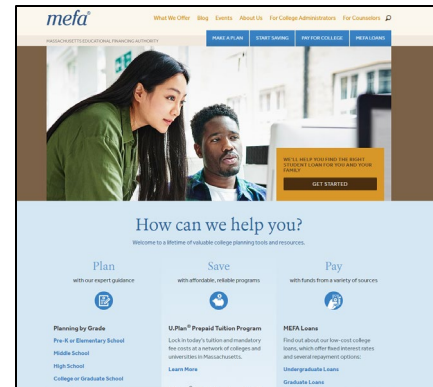 mefa®
What We Offer Blog Events About Us For College Administrators For Counselors
MASSACHUSETTS EDUCATIONAL FINANCING AUTHORITY
MAKE A PLAN START SAVING PAY FOR COLLEGE MEFA LOANS
WE'LL HELP YOU FIND THE RIGHT
STUDENT LOAN FOR YOU AND YOUR
FAMILY
GET STARTED
How can we help you?
Welcome to a lifetime of valuable college planning tools and resources.
Plan
with our expert guidance
Planning by Grade
Pre-K or Elementary School
Middle School
High School
College or Graduate School
Save
with affordable, reliable programs
U.Plan® Prepaid Tuition Program
Lock in today's tuition and mandatory
fee costs at a network of colleges and
universities in Massachusetts.
Learn More
Pay
with funds from a variety of sources
MEFA Loans
Find out about our low-cost college
loans, which offer fixed interest rates
and several repayment options:
Undergraduate Loans
Graduate Loans